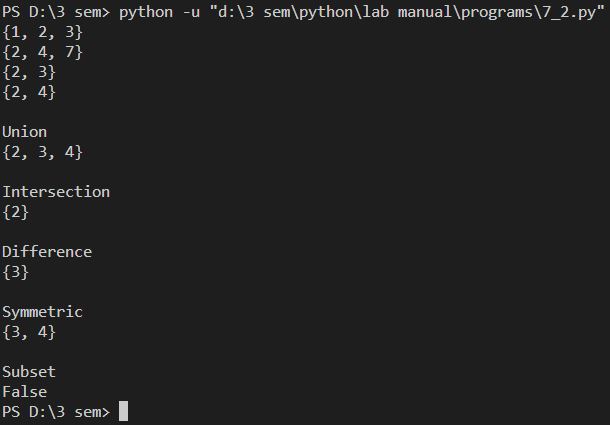 PS D:\3 sem> python -u "d:\3 sem\python\lab manual\programs\7_2.py"
{1, 2, 3}
{2, 4, 7}
{2, 3}
{2, 4}
Union
{2, 3, 4}
Intersection
{2}
Difference
{3}
Symmetric
{3, 4}
Subset
False
PS D:\3 sem>